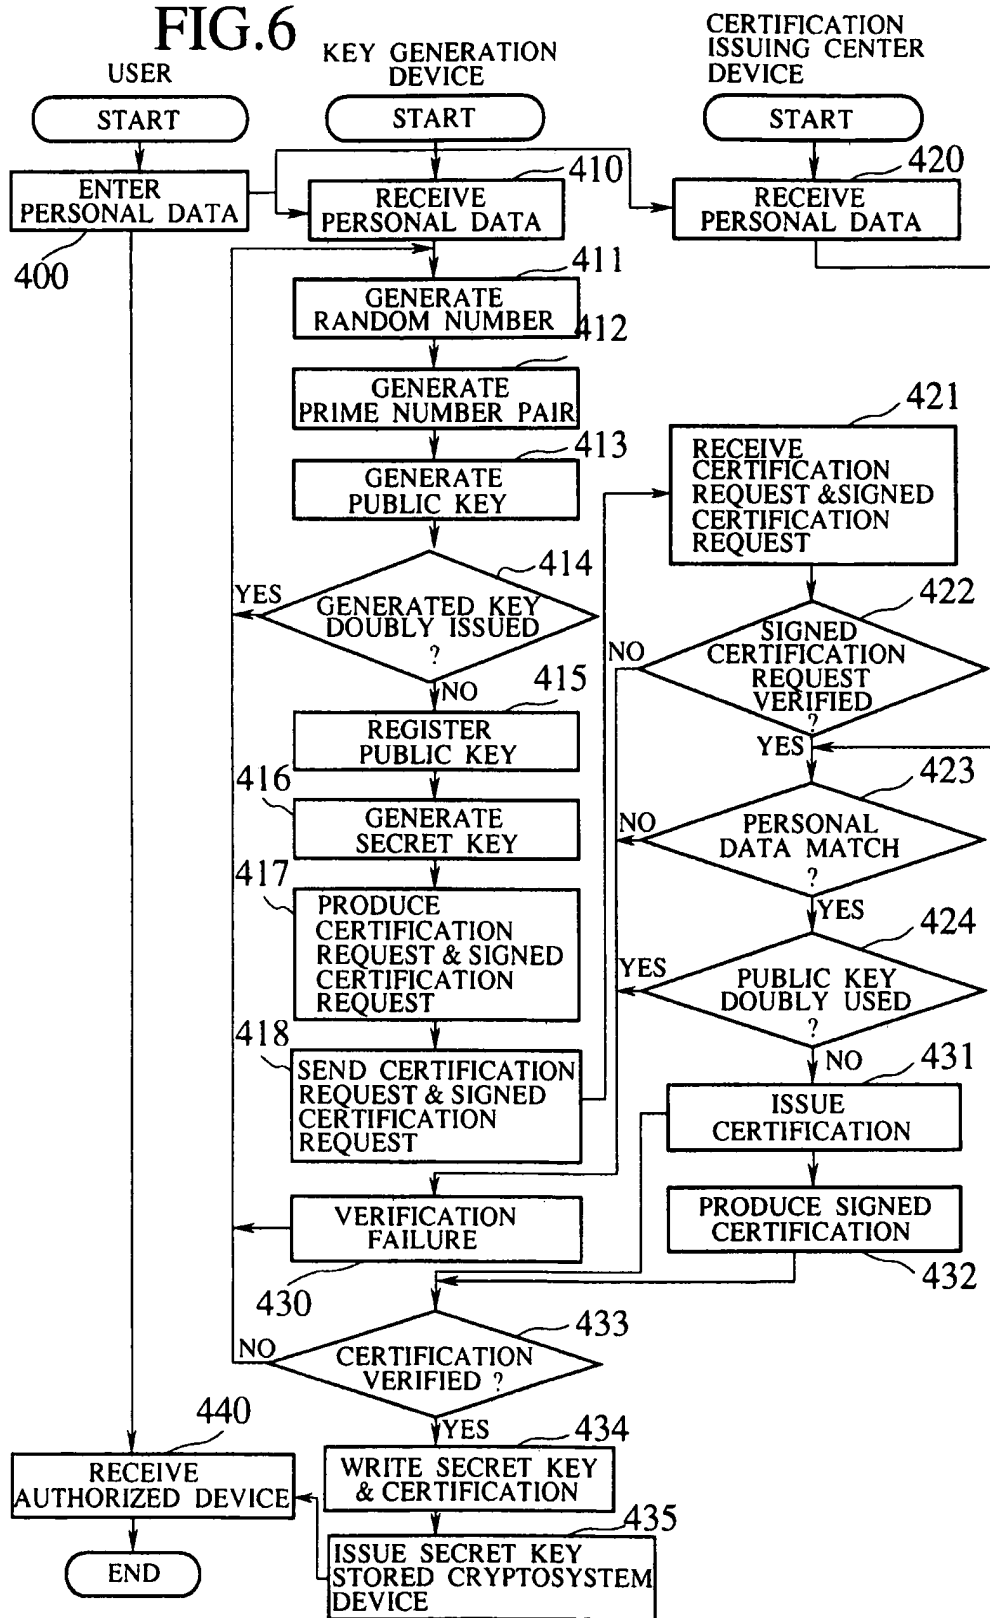 FIG.6
USER
KEY GENERATION
DEVICE
CERTIFICATION
ISSUING CENTER
DEVICE
START
START
START
ENTER
PERSONAL DATA
400
410
RECEIVE
PERSONAL DATA
420
RECEIVE
PERSONAL DATA
411
GENERATE
RANDOM NUMBER
412
GENERATE
PRIME NUMBER PAIR
413
GENERATE
PUBLIC KEY
414
GENERATED KEY
DOUBLY ISSUED
?
YES
NO
415
REGISTER
PUBLIC KEY
416
GENERATE
SECRET KEY
417
PRODUCE
CERTIFICATION
REQUEST & SIGNED
CERTIFICATION
REQUEST
418
SEND CERTIFICATION
REQUEST & SIGNED
CERTIFICATION
REQUEST
421
RECEIVE
CERTIFICATION
REQUEST &SIGNED
CERTIFICATION
REQUEST
422
SIGNED
CERTIFICATION
REQUEST
VERIFIED
?
NO
YES
423
PERSONAL
DATA MATCH
?
NO
YES
424
PUBLIC KEY
DOUBLY USED
?
YES
NO
431
ISSUE
CERTIFICATION
PRODUCE SIGNED
CERTIFICATION
432
VERIFICATION
FAILURE
430
433
CERTIFICATION
VERIFIED ?
NO
YES
434
WRITE SECRET KEY
& CERTIFICATION
435
ISSUE SECRET KEY
STORED CRYPTOSYSTEM
DEVICE
440
RECEIVE
AUTHORIZED DEVICE
END